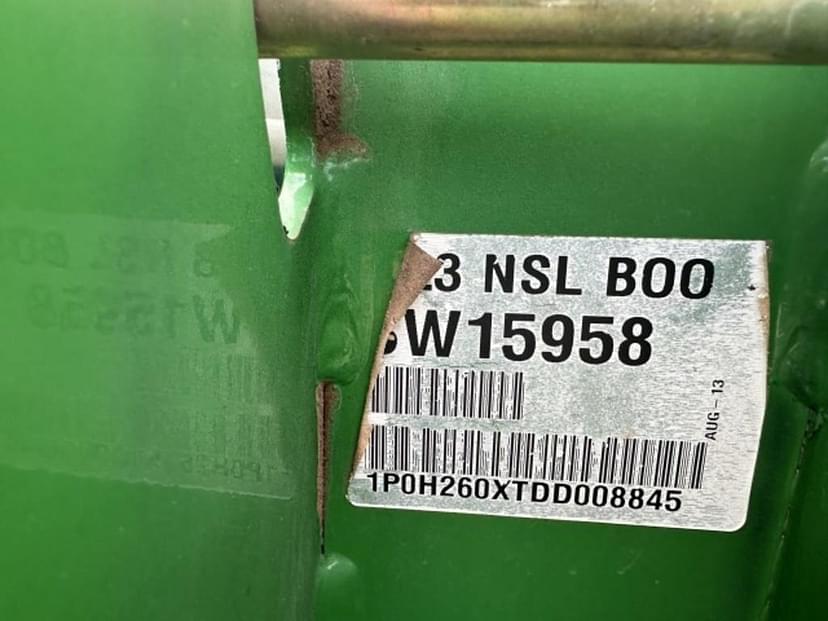 3 NSL BOO
W15958
AUG – 13
1P0H260XTDD008845